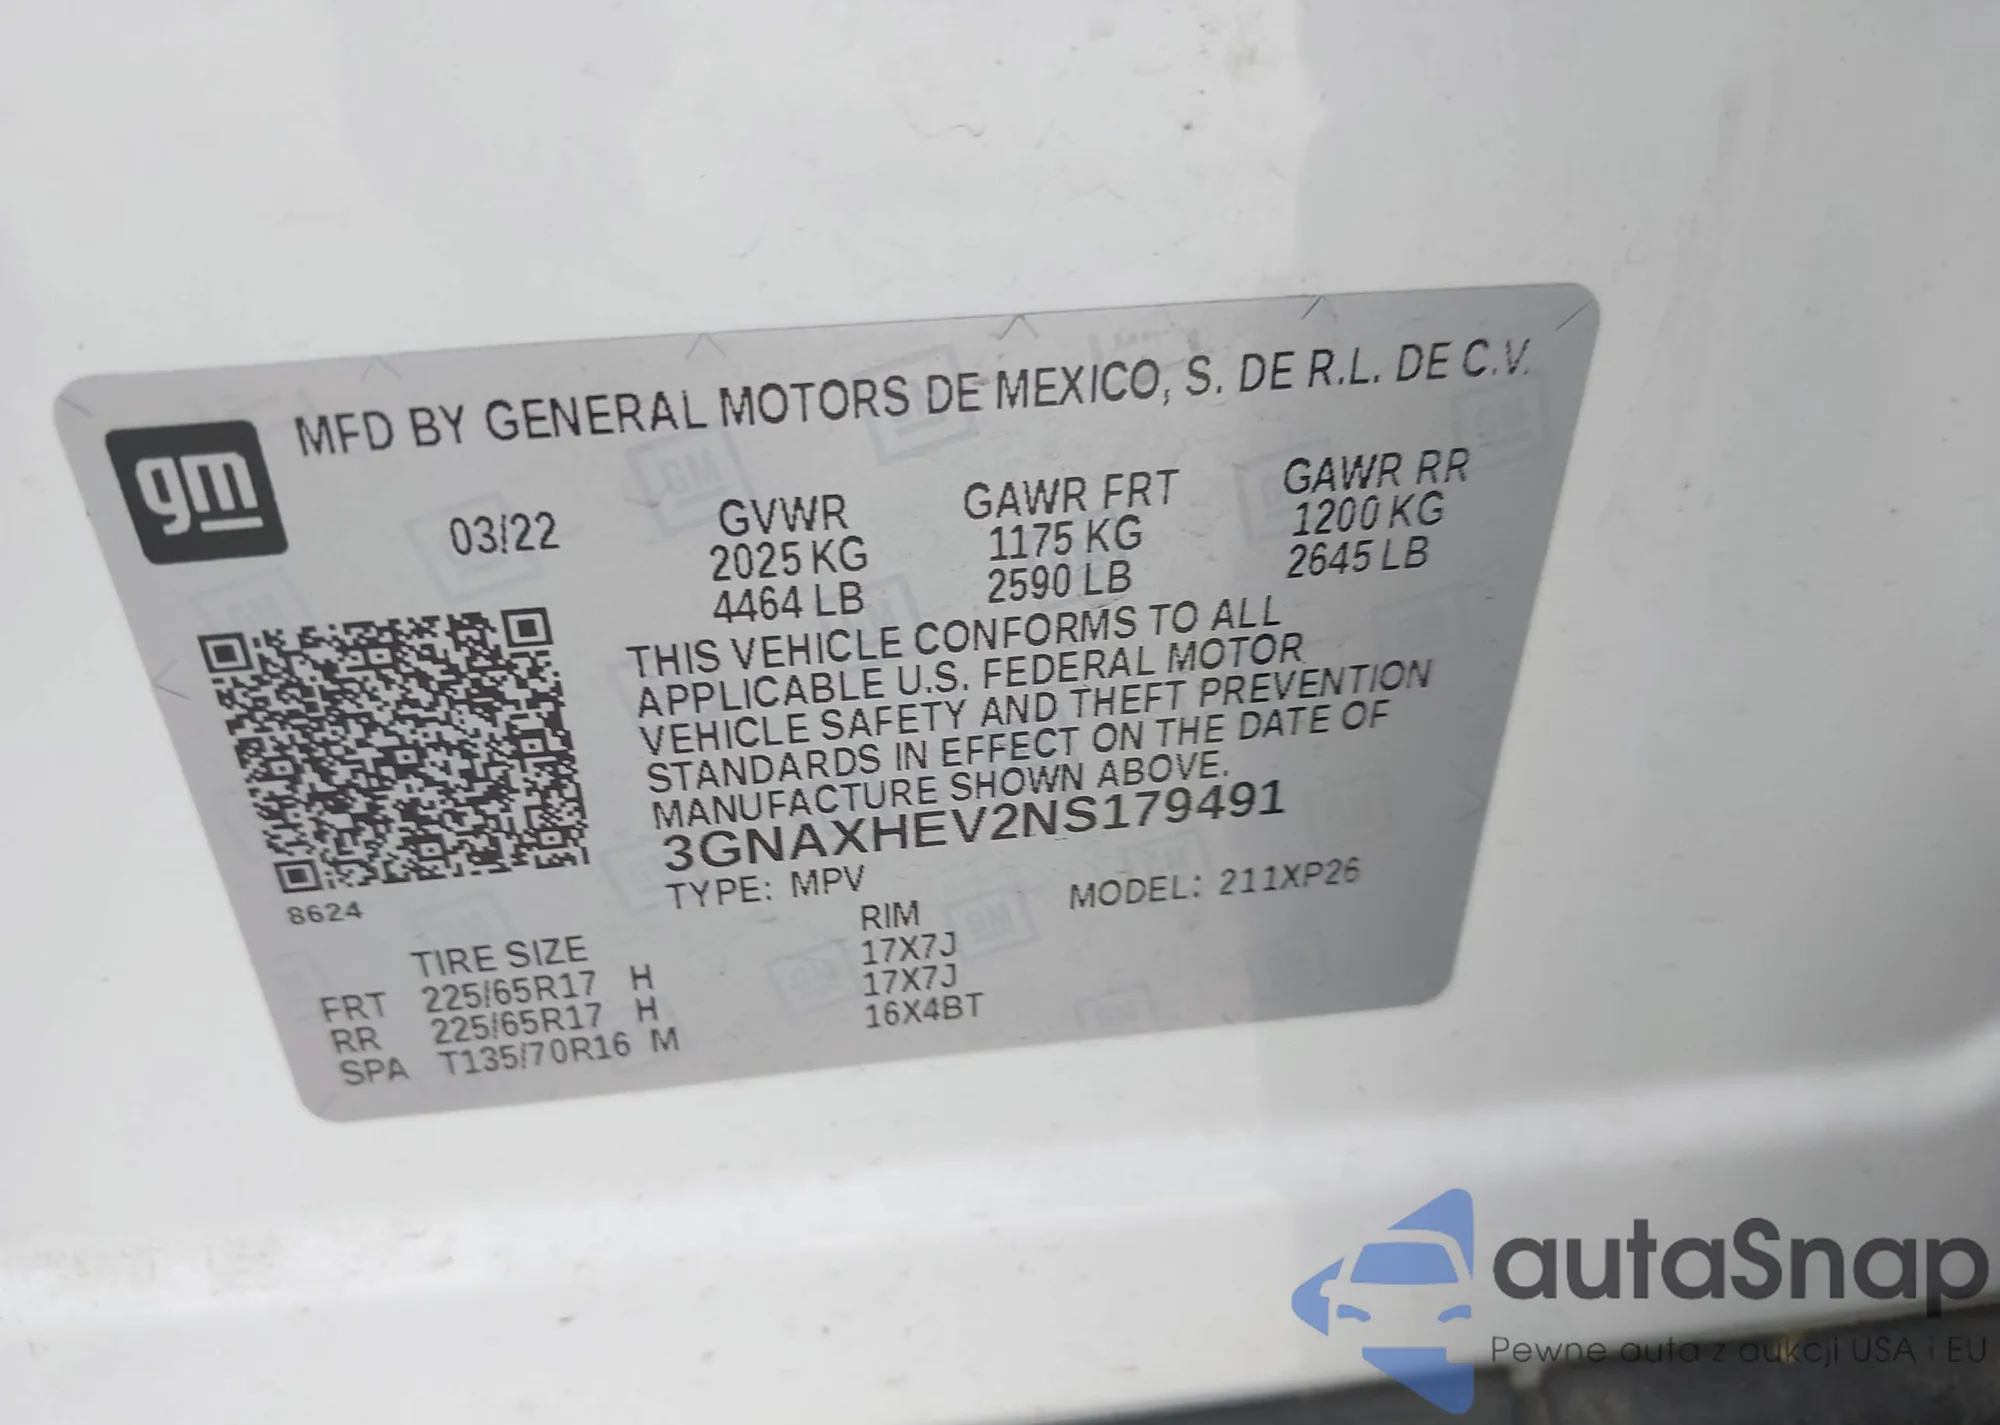 gm
MFD BY GENERAL MOTORS DE MEXICO, S. DE R.L. DE C.V.
03/22 GVWR GAWR FRT GAWR RR
2025 KG 1175 KG 1200 KG
4464 LB 2590 LB 2645 LB
THIS VEHICLE CONFORMS TO ALL
APPLICABLE U.S. FEDERAL MOTOR
VEHICLE SAFETY AND THEFT PREVENTION
STANDARDS IN EFFECT ON THE DATE OF
MANUFACTURE SHOWN ABOVE.
3GNAXHEV2NS179491
TYPE: MPV MODEL: 211XP26
8624
TIRE SIZE RIM
FRT 225/65R17 H 17X7J
RR 225/65R17 H 17X7J
SPA T135/70R16 M 16X4BT
autaSnap
Pewne auta z aukcji USA i EU